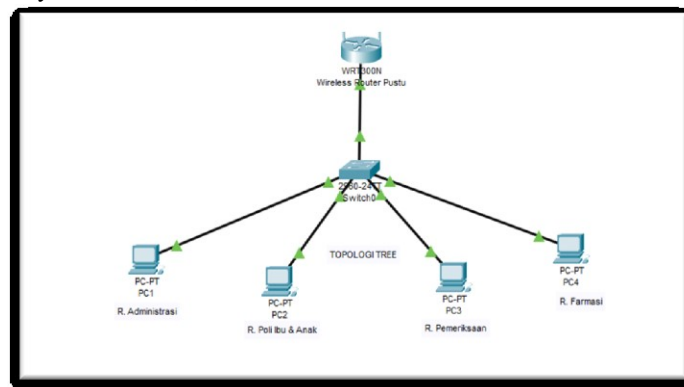 WRT300N
Wireless Router Pustu
2960-24TT
Switch0
TOPOLOGI TREE
PC-PT
PC1
R. Administrasi
PC-PT
PC2
R. Poli Ibu & Anak
PC-PT
PC3
R. Pemeriksaan
PC-PT
PC4
R. Farmasi